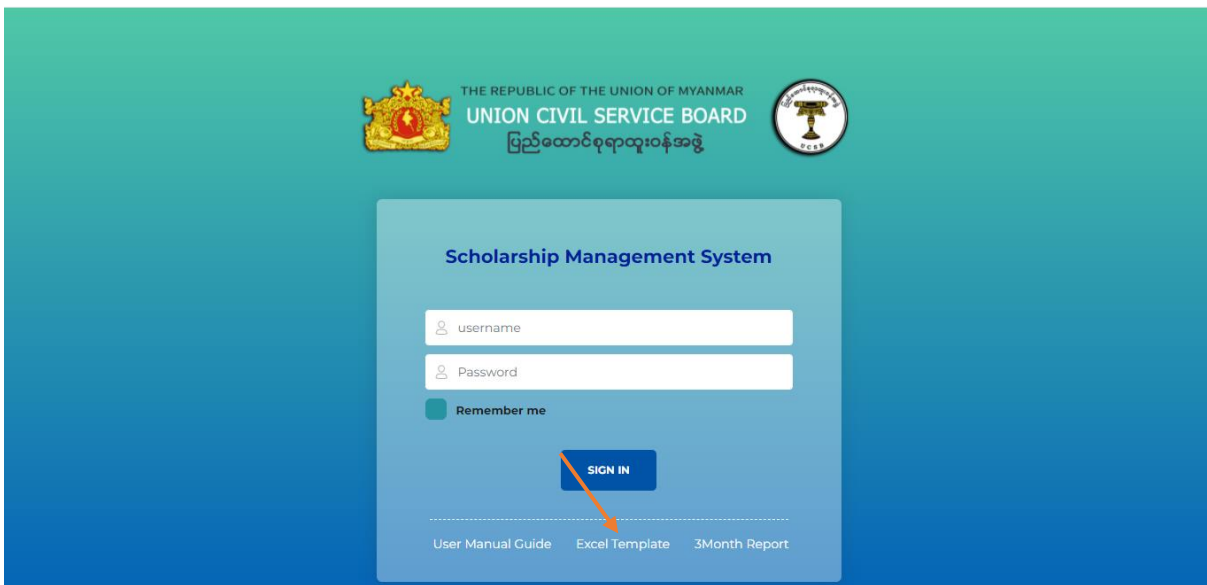 THE REPUBLIC OF THE UNION OF MYANMAR
UNION CIVIL SERVICE BOARD
ပြည်ထောင်စုရာထူးဝန်အဖွဲ့
UCSB
Scholarship Management System
username
Password
Remember me
SIGN IN
User Manual Guide Excel Template 3Month Report